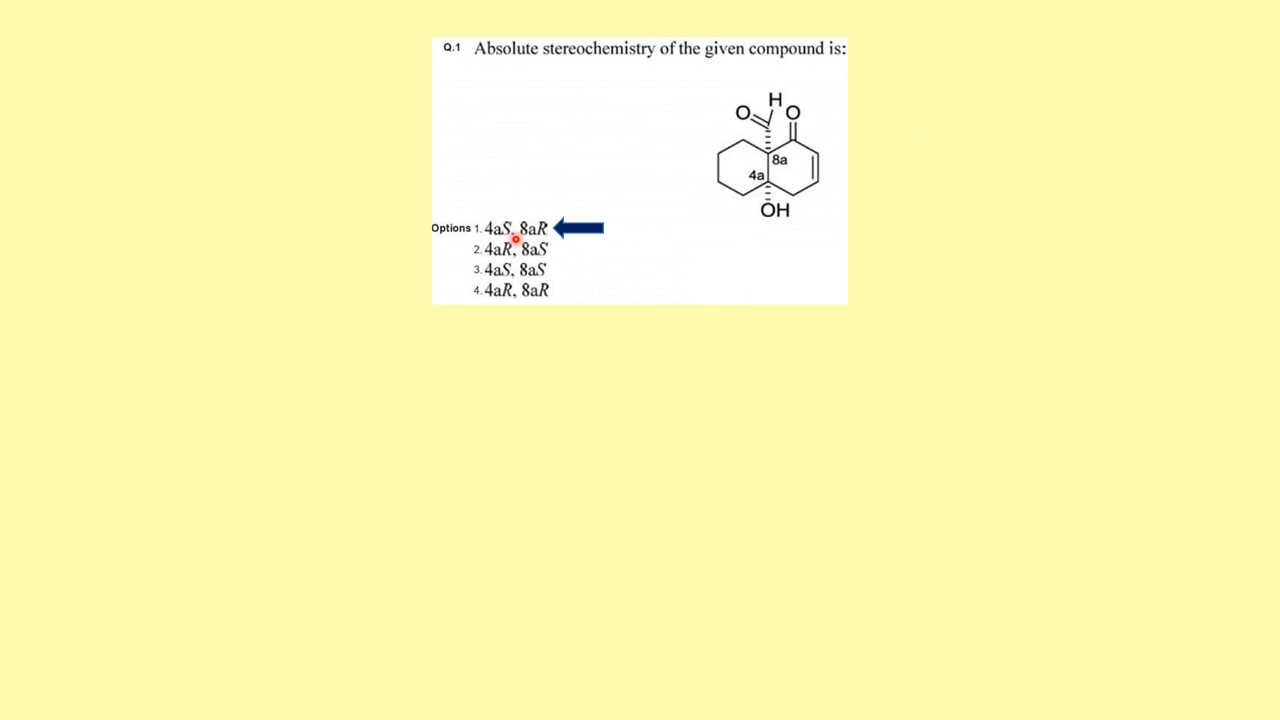 Q.1 Absolute stereochemistry of the given compound is:
H
O O
8a
4a
OH
Options 1. 4aS, 8aR
2. 4aR, 8aS
3. 4aS, 8aS
4. 4aR, 8aR